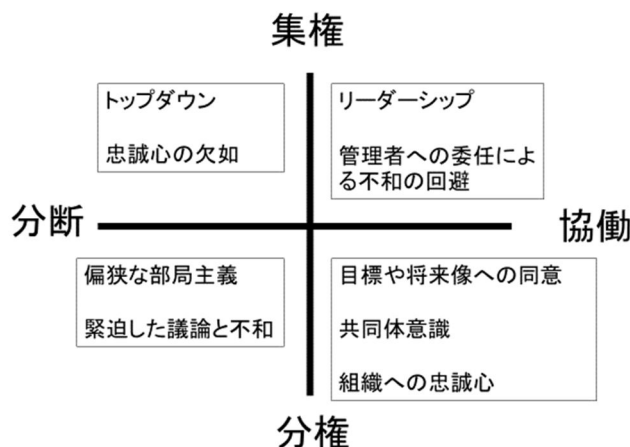 集権
トップダウン
忠誠心の欠如
リーダーシップ
管理者への委任によ
る不和の回避
分断
協働
偏狭な部局主義
緊迫した議論と不和
目標や将来像への同意
共同体意識
組織への忠誠心
分権